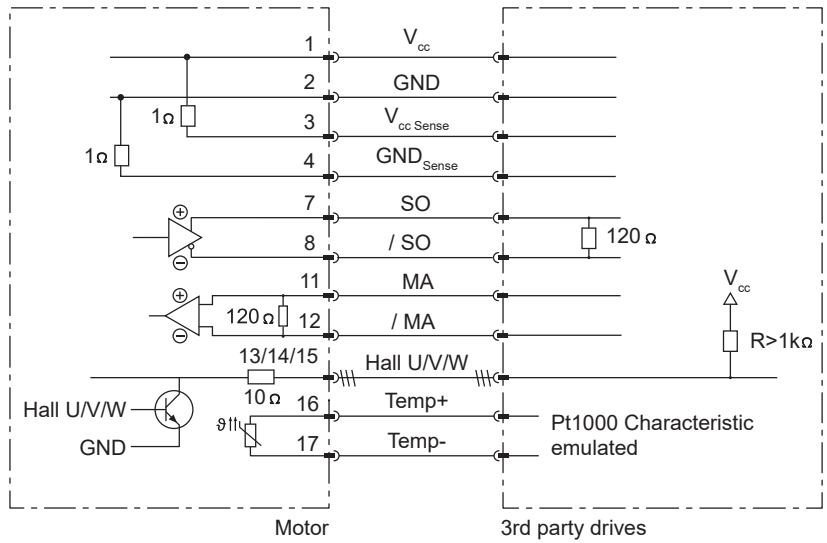 1 Vcc
2 GND
1Ω
3 Vcc Sense
1Ω
4 GNDSense
7 SO
8 / SO
120 Ω
11 MA
120 Ω
12 / MA
Vcc
R>1kΩ
13/14/15 Hall U/V/W
10 Ω
Hall U/V/W
GND
16 Temp+
ϑ
17 Temp-
Pt1000 Characteristic
emulated
Motor
3rd party drives